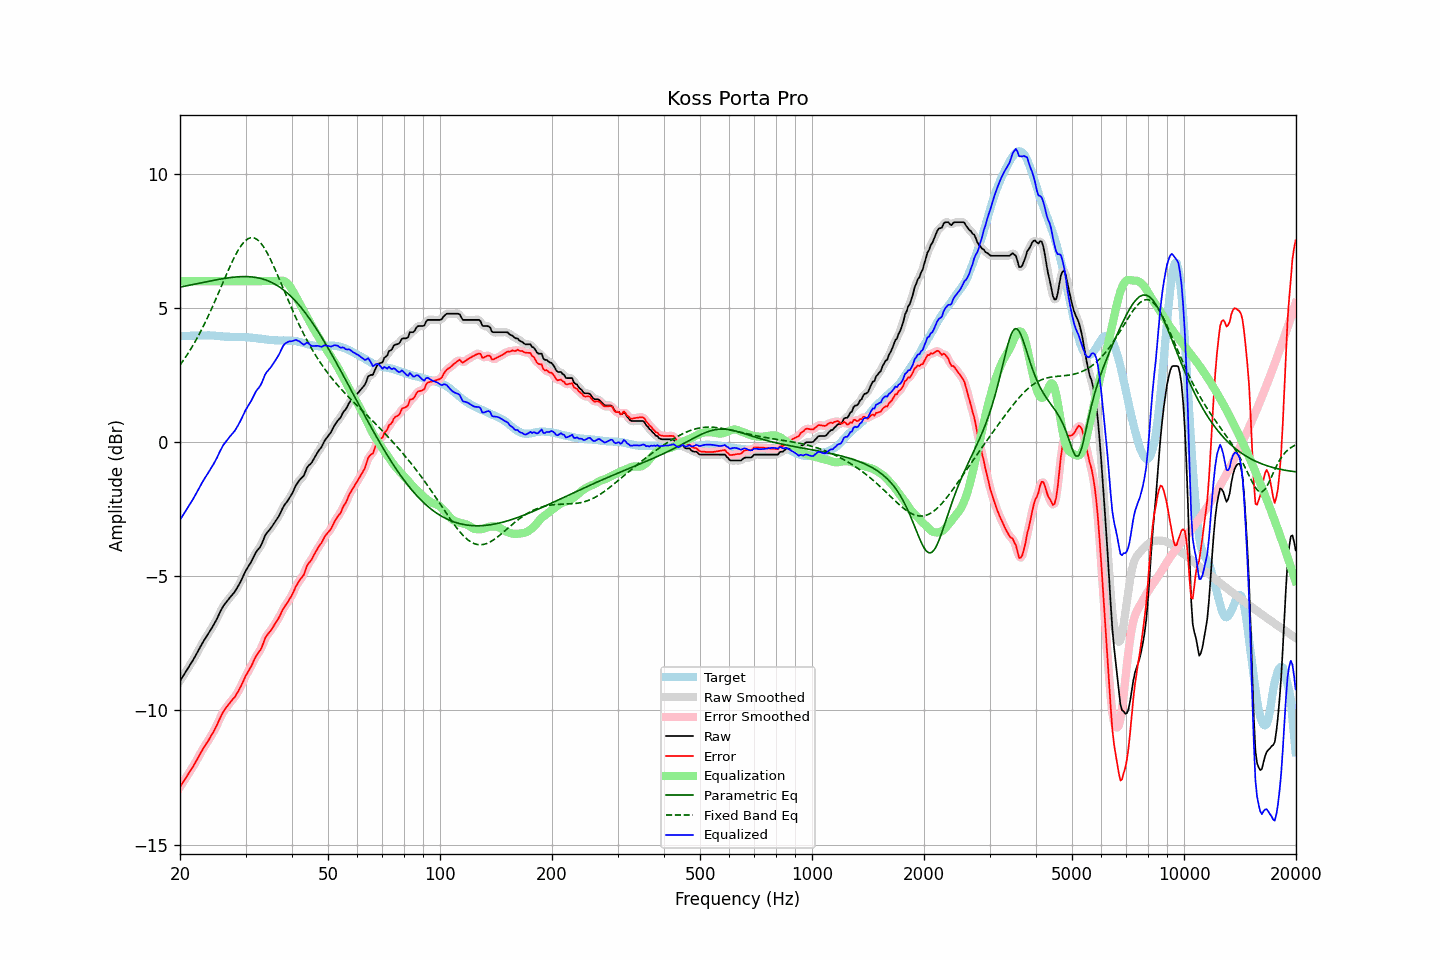 Koss Porta Pro
Amplitude (dBr)
10
5
0
−5
−10
−15
Target
Raw Smoothed
Error Smoothed
Raw
Error
Equalization
Parametric Eq
Fixed Band Eq
Equalized
20 50 100 200 500 1000 2000 5000 10000 20000
Frequency (Hz)